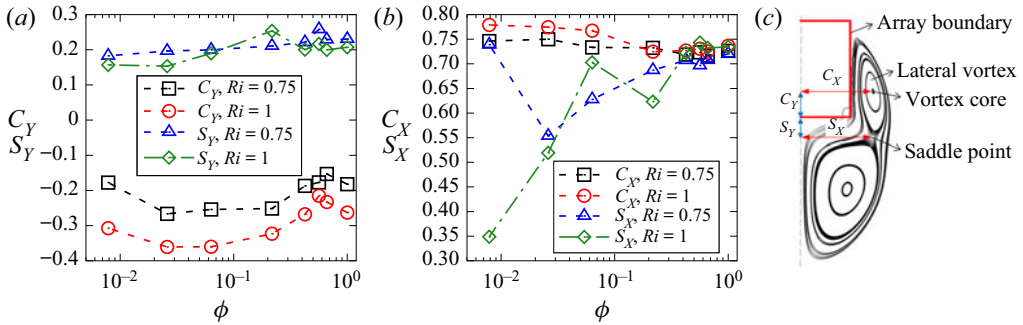 (a)
0.4
0.3
0.2
0.1
0
−0.1
−0.2
−0.3
−0.4
C_Y
S_Y
C_Y, Ri = 0.75
C_Y, Ri = 1
S_Y, Ri = 0.75
S_Y, Ri = 1
10^−2
10^−1
10^0
ϕ
(b)
0.80
0.75
0.70
0.65
0.60
0.55
0.50
0.45
0.40
0.35
0.30
C_X
S_X
C_X, Ri = 0.75
C_X, Ri = 1
S_X, Ri = 0.75
S_X, Ri = 1
10^−2
10^−1
10^0
ϕ
(c)
Array boundary
C_X
Lateral vortex
Vortex core
C_Y
S_Y
S_X
Saddle point